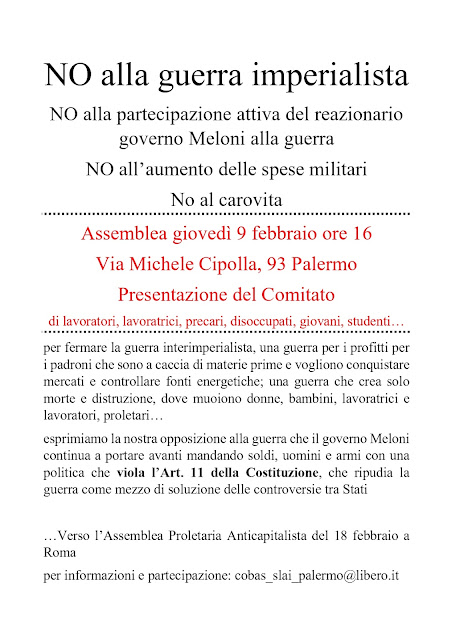 NO alla guerra imperialista
NO alla partecipazione attiva del reazionario
governo Meloni alla guerra
NO all’aumento delle spese militari
No al carovita
Assemblea giovedì 9 febbraio ore 16
Via Michele Cipolla, 93 Palermo
Presentazione del Comitato
di lavoratori, lavoratrici, precari, disoccupati, giovani, studenti…
per fermare la guerra interimperialista, una guerra per i profitti per
i padroni che sono a caccia di materie prime e vogliono conquistare
mercati e controllare fonti energetiche; una guerra che crea solo
morte e distruzione, dove muoiono donne, bambini, lavoratrici e
lavoratori, proletari…
esprimiamo la nostra opposizione alla guerra che il governo Meloni
continua a portare avanti mandando soldi, uomini e armi con una
politica che viola l’Art. 11 della Costituzione, che ripudia la
guerra come mezzo di soluzione delle controversie tra Stati
…Verso l’Assemblea Proletaria Anticapitalista del 18 febbraio a
Roma
per informazioni e partecipazione: cobas_slai_palermo@libero.it